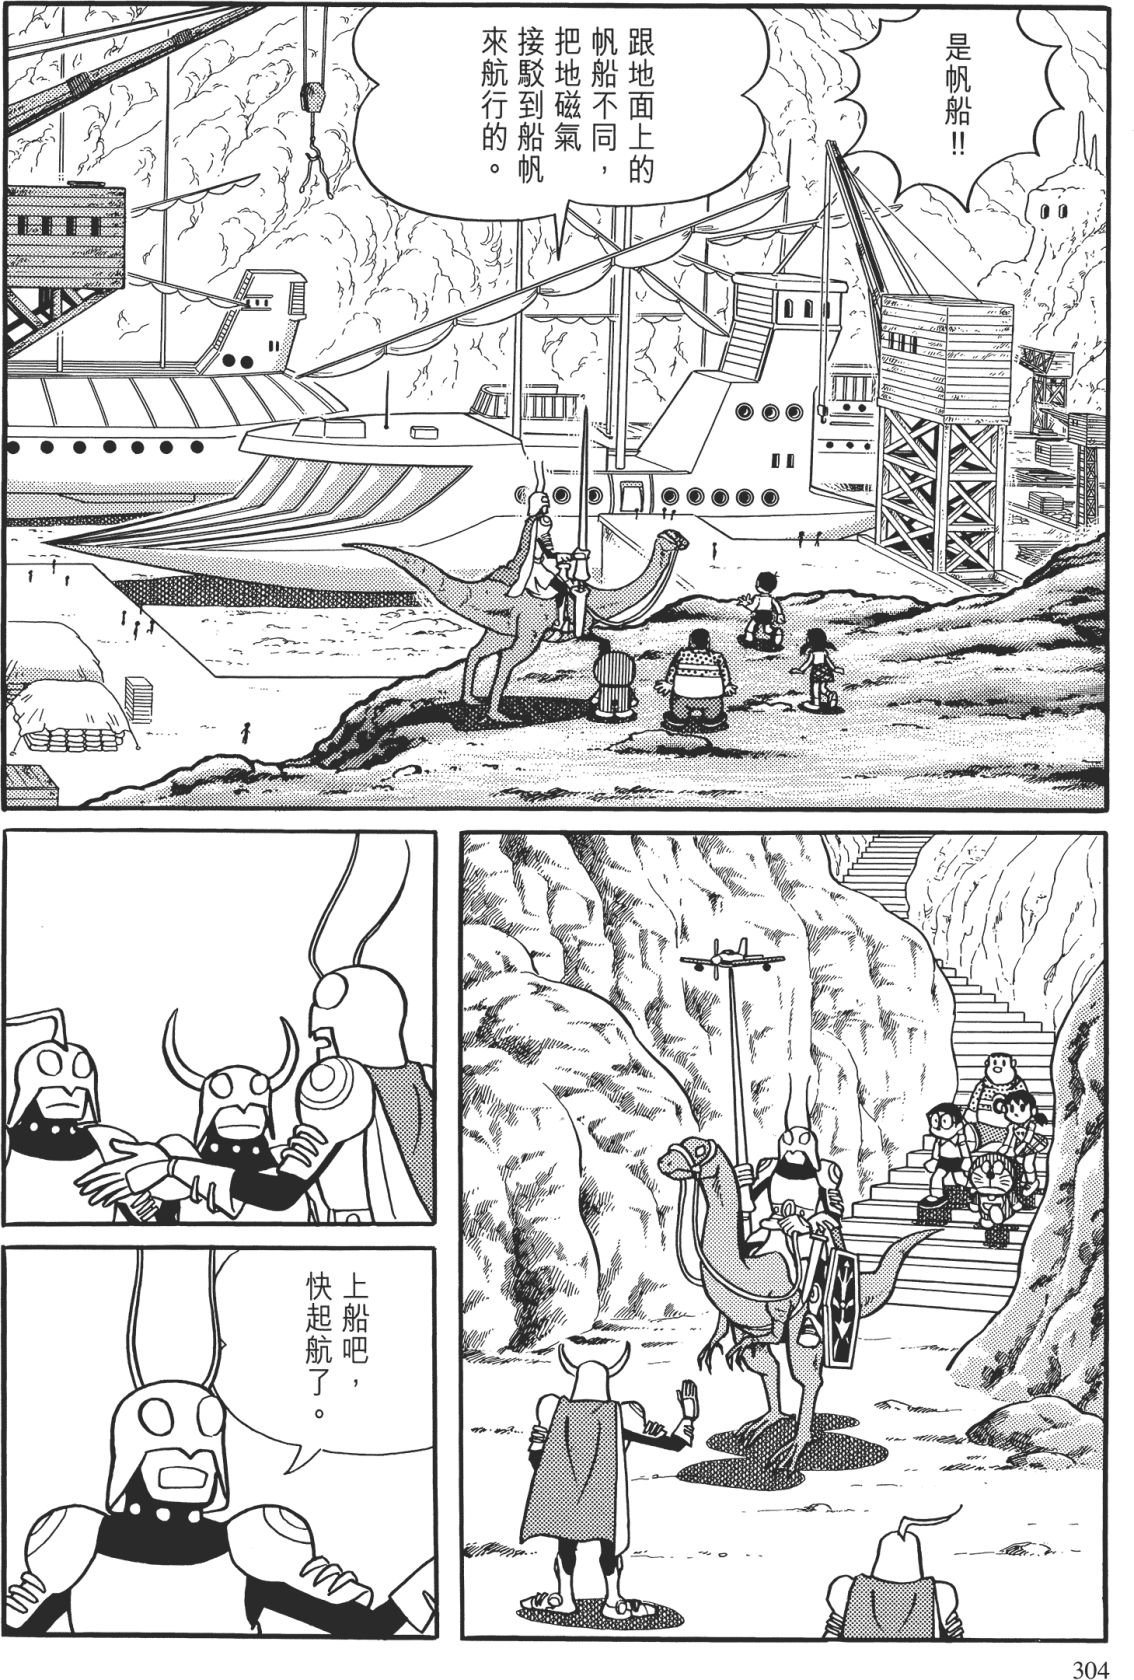 是帆船!!
跟地面上的
帆船不同，
把地磁氣
接駁到船帆
來航行的。
上船吧，
快起航了。
304